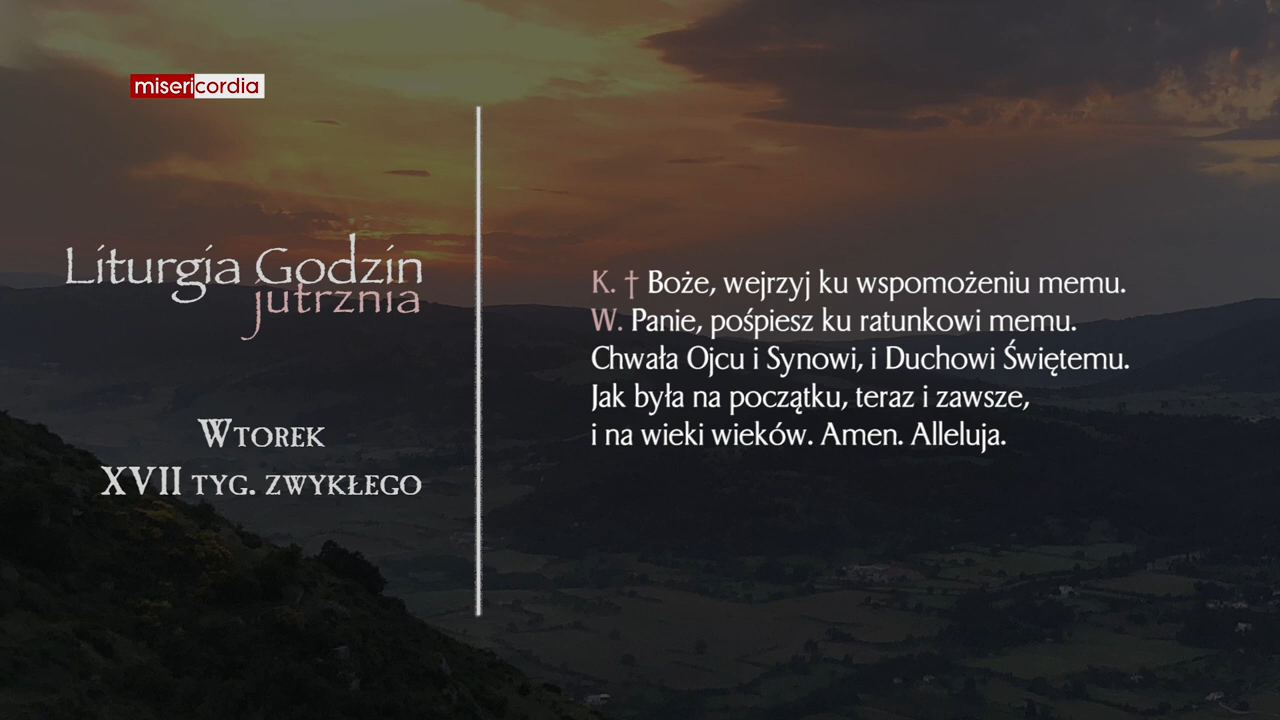 misericordia
Liturgia Godzin
jutrznia
Wtorek
XVII tyg. zwykłego
K. † Boże, wejrzyj ku wspomożeniu memu.
W. Panie, pośpiesz ku ratunkowi memu.
Chwała Ojcu i Synowi, i Duchowi Świętemu.
Jak była na początku, teraz i zawsze,
i na wieki wieków. Amen. Alleluja.